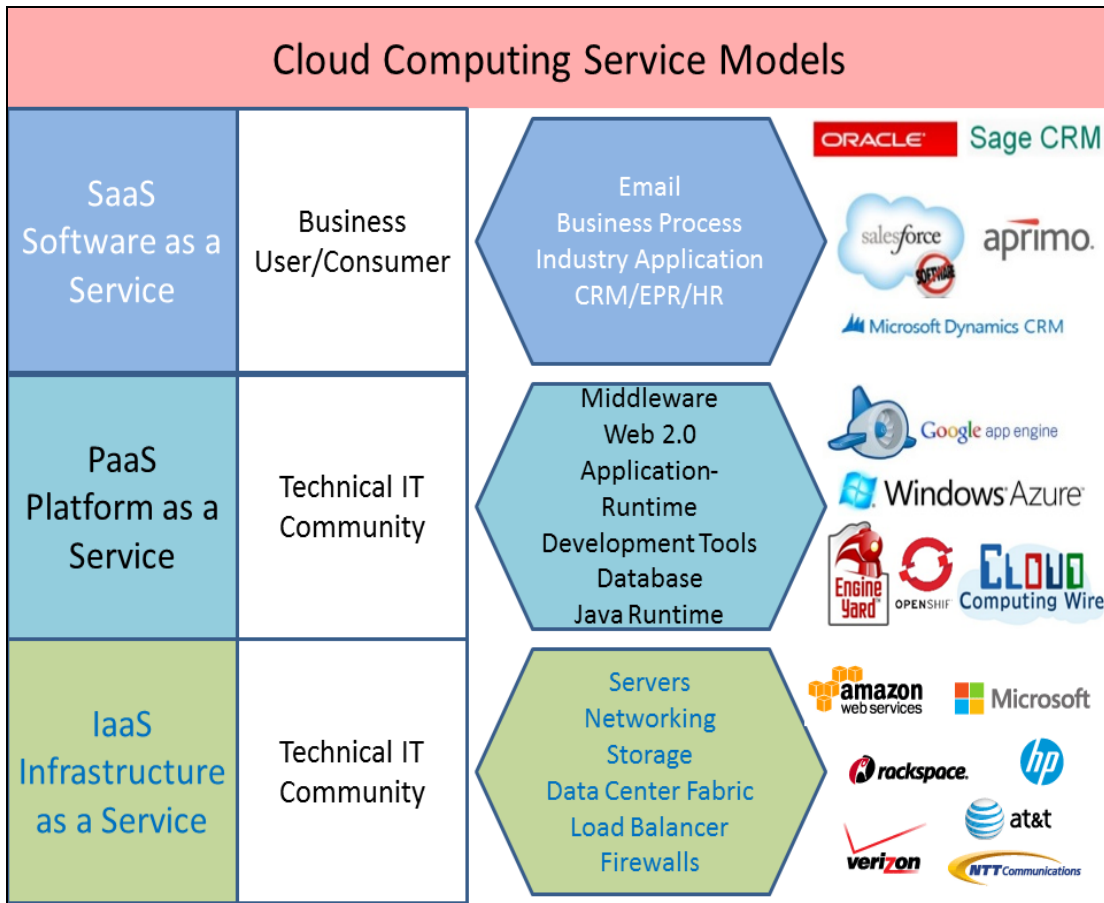 Cloud Computing Service Models
SaaS
Software as a
Service
Business
User/Consumer
Email
Business Process
Industry Application
CRM/EPR/HR
ORACLE
Sage CRM
salesforce
SOFTWARE
aprimo.
Microsoft Dynamics CRM
PaaS
Platform as a
Service
Technical IT
Community
Middleware
Web 2.0
Application-
Runtime
Development Tools
Database
Java Runtime
Google app engine
Windows Azure
Engine
Yard
OPENSHIF
CLOUD
Computing Wire
IaaS
Infrastructure
as a Service
Technical IT
Community
Servers
Networking
Storage
Data Center Fabric
Load Balancer
Firewalls
amazon
web services
Microsoft
rackspace.
hp
at&t
verizon
NTT Communications